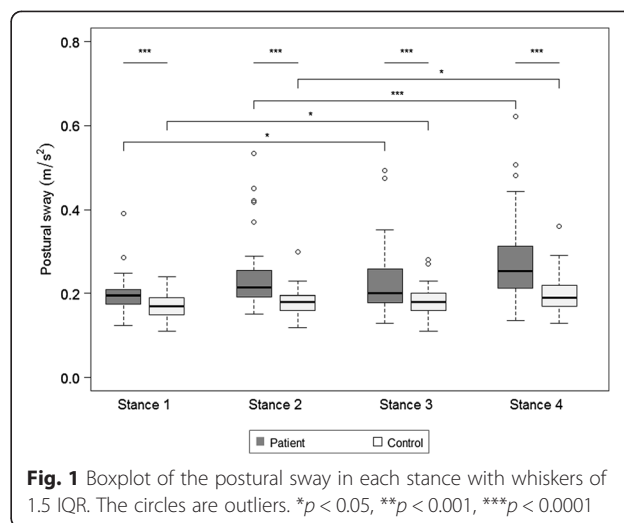 0.8
***
***
***
***
*
***
0.6
*
*
Postural sway (m/s²)
0.4
0.2
0.0
Stance 1 Stance 2 Stance 3 Stance 4
Patient Control
Fig. 1 Boxplot of the postural sway in each stance with whiskers of
1.5 IQR. The circles are outliers. *p < 0.05, **p < 0.001, ***p < 0.0001